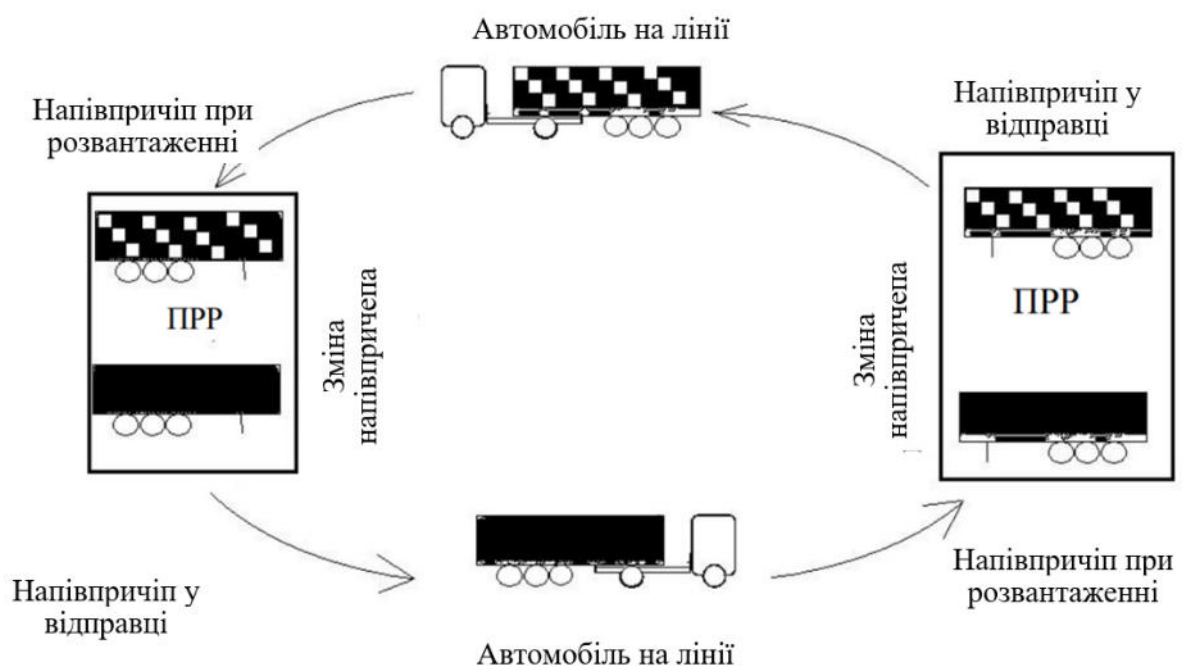 Автомобіль на лінії
Напівпричіп при
розвантаженні
Напівпричіп у
відправці
ПРР
Зміна
напівпричепа
Зміна
напівпричепа
ПРР
Напівпричіп у
відправці
Напівпричіп при
розвантаженні
Автомобіль на лінії